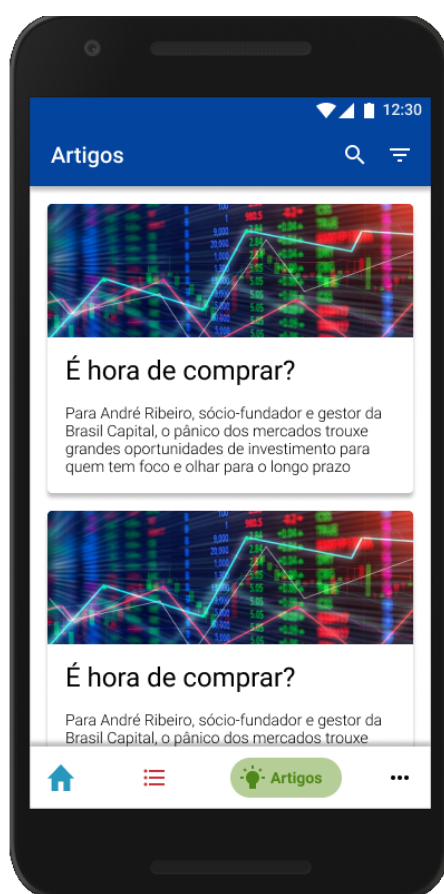 12:30
Artigos
É hora de comprar?
Para André Ribeiro, sócio-fundador e gestor da
Brasil Capital, o pânico dos mercados trouxe
grandes oportunidades de investimento para
quem tem foco e olhar para o longo prazo
É hora de comprar?
Para André Ribeiro, sócio-fundador e gestor da
Brasil Capital, o pânico dos mercados trouxe
Artigos